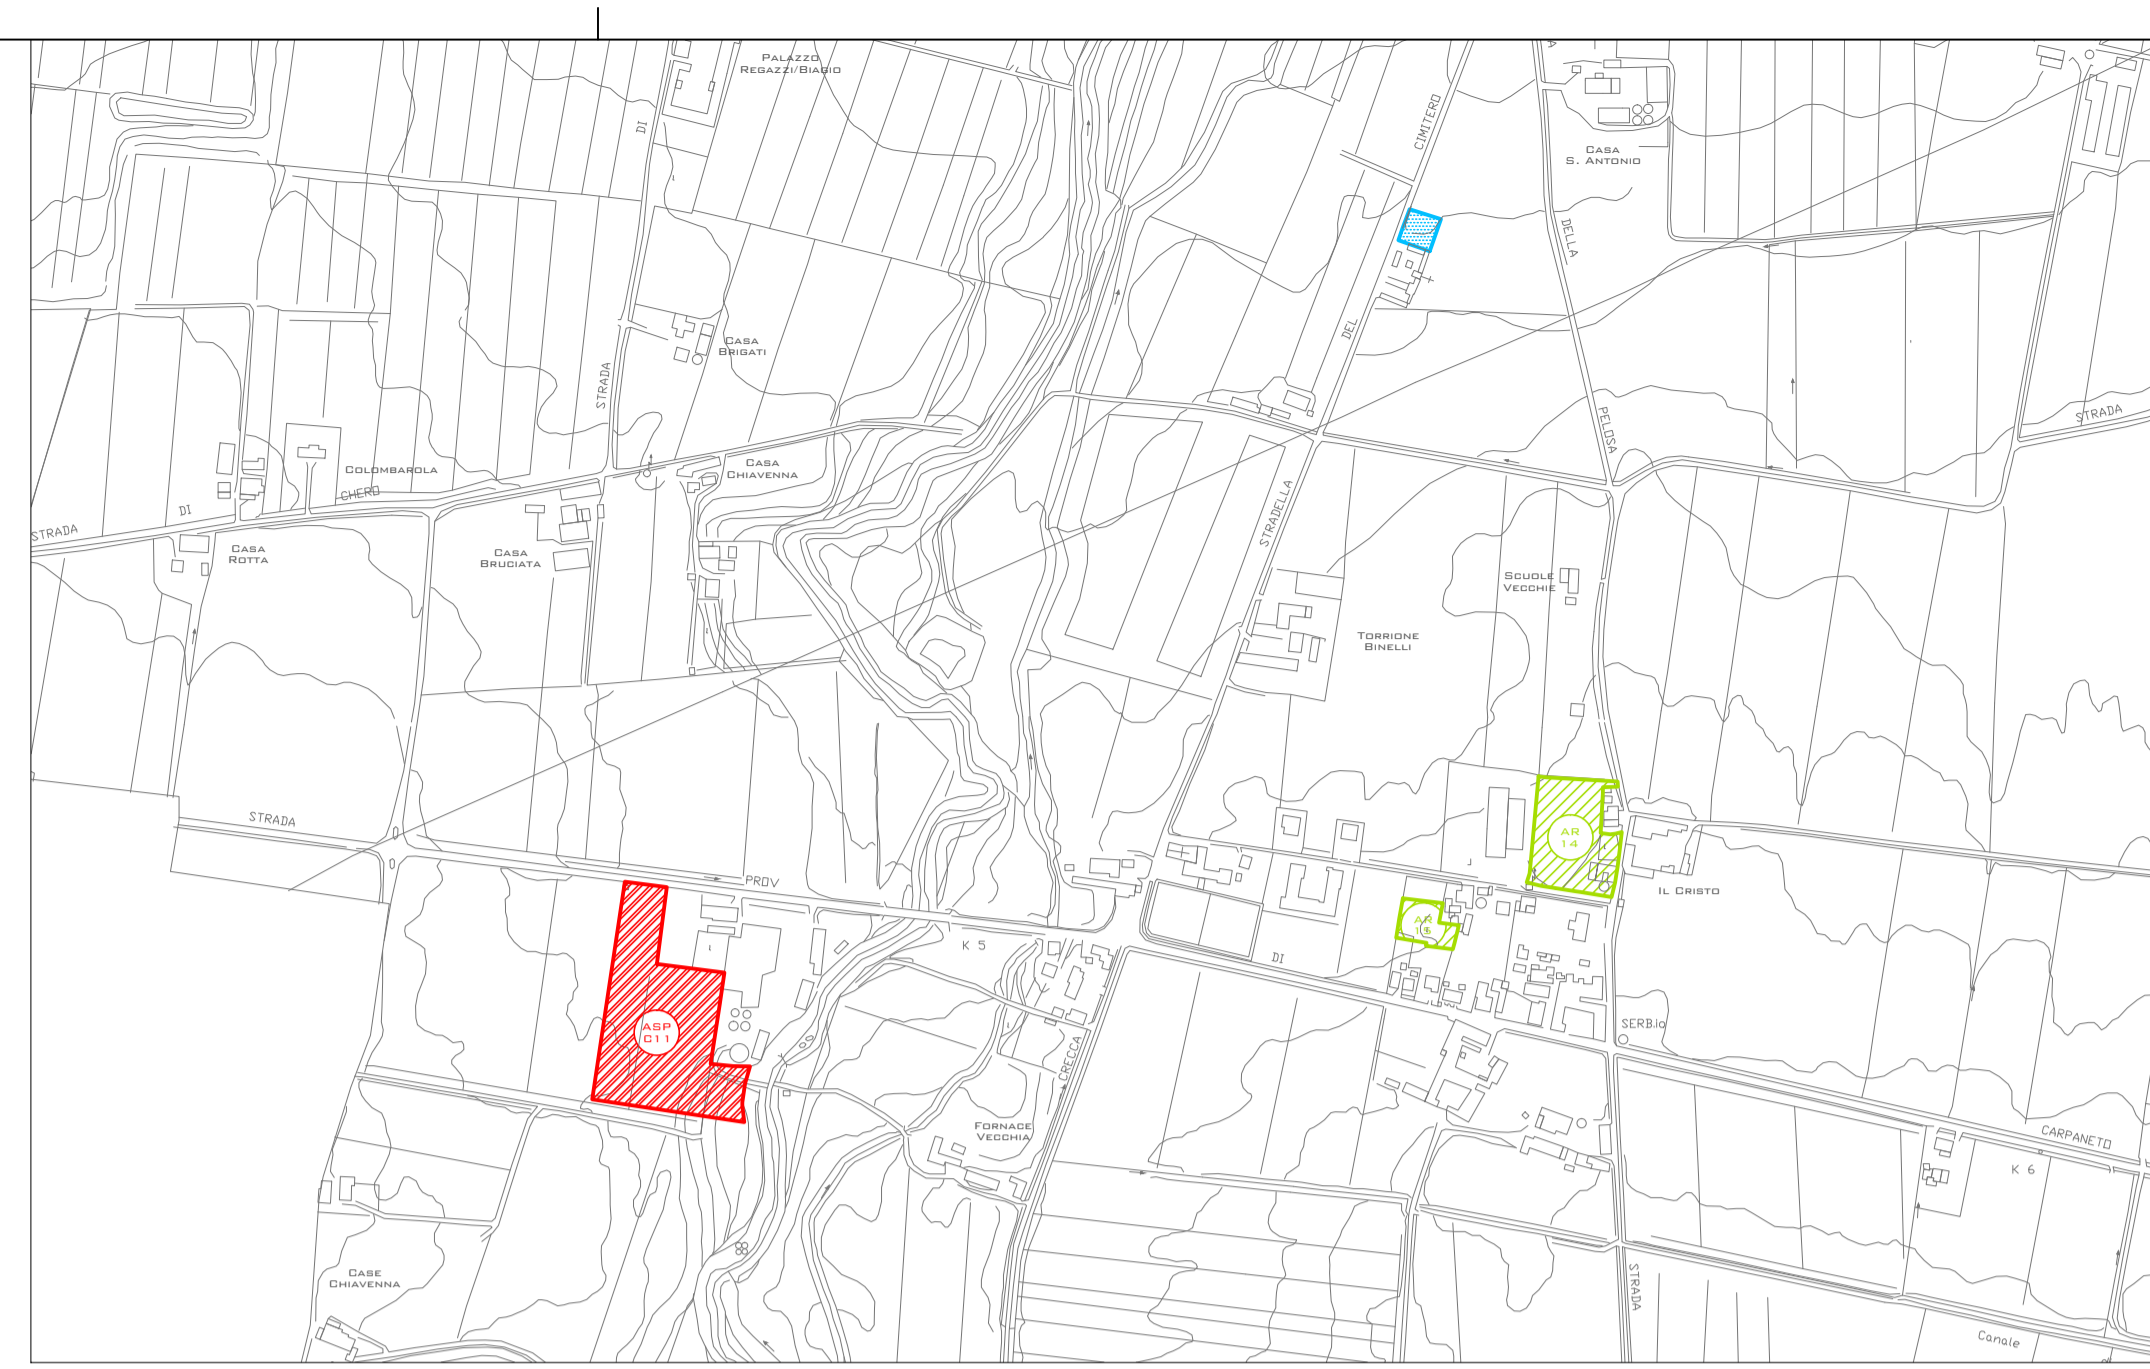 PALAZZO
REGAZZI/BIAGIO
DI
CIMITERO
CASA
S. ANTONIO
DELLA
DEL
CASA
BRIGATI
STRADA
PELOSA
STRADA
COLOMBAROLA
CHERO
CASA
CHIAVENNA
STRADA
DI
STRADELLA
CASA
ROTTA
CASA
BRUCIATA
SCUOLE
VECCHIE
TORRIONE
BINELLI
STRADA
AR
14
PROV
IL CRISTO
AR
15
K 5
DI
ASP
C11
SERB.io
CRECCA
FORNACE
VECCHIA
CARPANETO
K 6
CASE
CHIAVENNA
STRADA
Canale